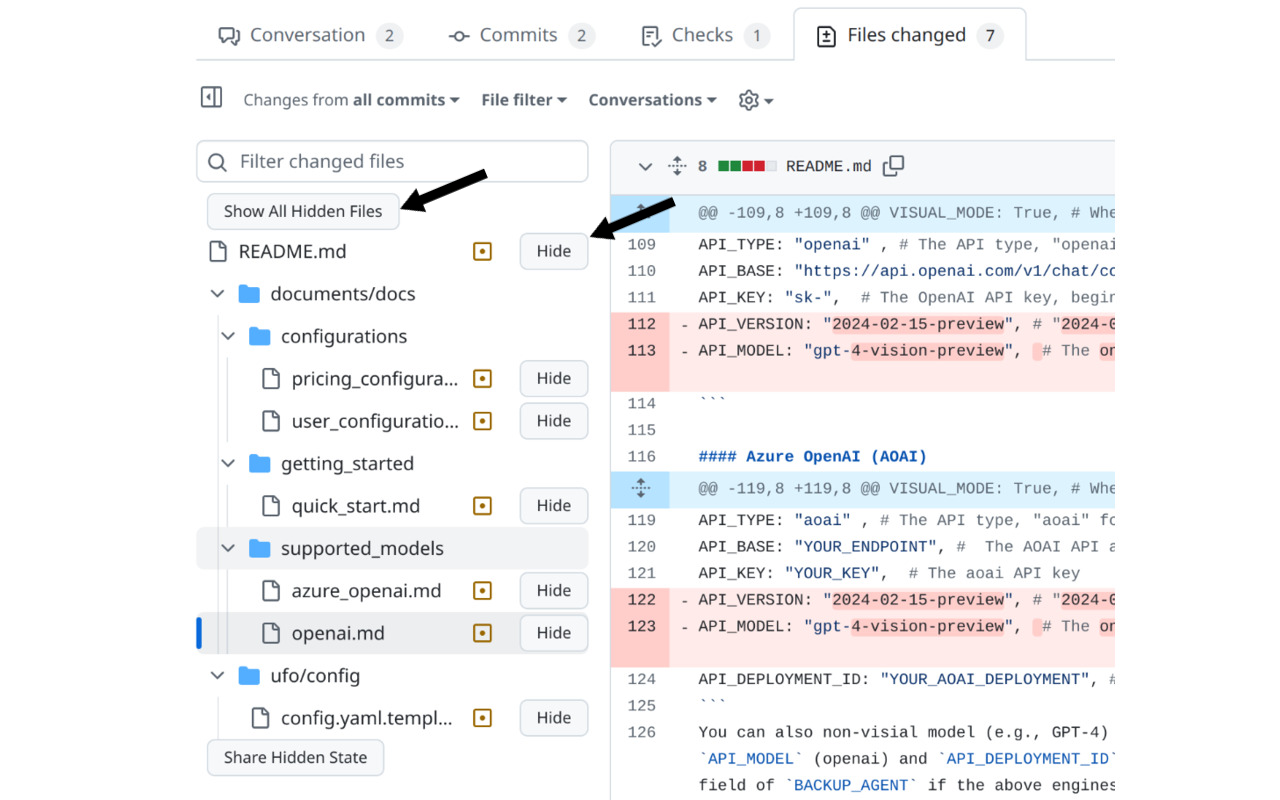 Conversation 2 Commits 2 Checks 1 Files changed 7
Changes from all commits File filter Conversations
Filter changed files
Show All Hidden Files
README.md Hide
documents/docs
configurations
pricing_configura... Hide
user_configuratio... Hide
getting_started
quick_start.md Hide
supported_models
azure_openai.md Hide
openai.md Hide
ufo/config
config.yaml.templ... Hide
Share Hidden State
8 README.md
@@ -109,8 +109,8 @@ VISUAL_MODE: True, # Whe
109 API_TYPE: "openai" , # The API type, "openai
110 API_BASE: "https://api.openai.com/v1/chat/co
111 API_KEY: "sk-", # The OpenAI API key, begin
112 - API_VERSION: "2024-02-15-preview", # "2024-0
113 - API_MODEL: "gpt-4-vision-preview", # The on
114 ```
115
116 #### Azure OpenAI (AOAI)
@@ -119,8 +119,8 @@ VISUAL_MODE: True, # Whe
119 API_TYPE: "aoai" , # The API type, "aoai" fo
120 API_BASE: "YOUR_ENDPOINT", # The AOAI API a
121 API_KEY: "YOUR_KEY", # The aoai API key
122 - API_VERSION: "2024-02-15-preview", # "2024-0
123 - API_MODEL: "gpt-4-vision-preview", # The on
124 API_DEPLOYMENT_ID: "YOUR_AOAI_DEPLOYMENT", #
125 ```
126 You can also non-visial model (e.g., GPT-4)
`API_MODEL` (openai) and `API_DEPLOYMENT_ID`
field of `BACKUP_AGENT` if the above engines